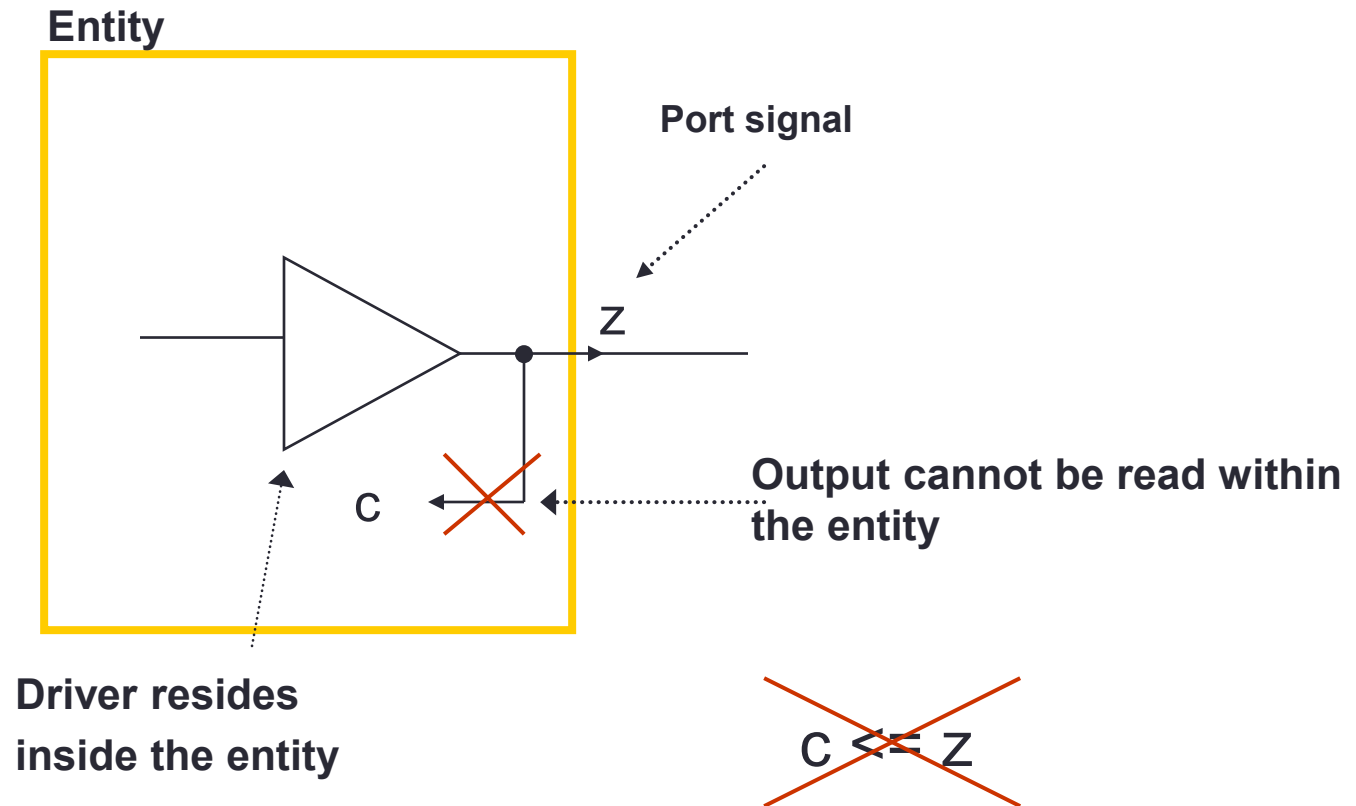 Entity
Port signal
z
c
Output cannot be read within
the entity
Driver resides
inside the entity
c <= z